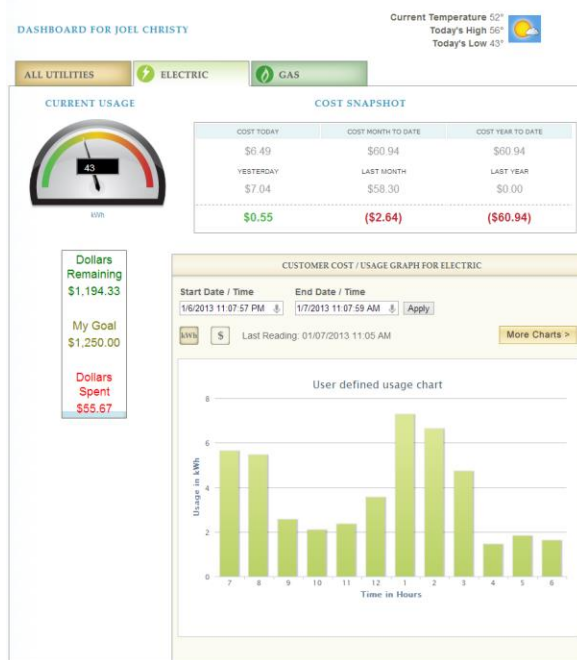 DASHBOARD FOR JOEL CHRISTY
Current Temperature 52°
Today's High 56°
Today's Low 43°
ALL UTILITIES
ELECTRIC
GAS
CURRENT USAGE
43
kWh
COST SNAPSHOT
COST TODAY COST MONTH TO DATE COST YEAR TO DATE
$6.49 $60.94 $60.94
YESTERDAY LAST MONTH LAST YEAR
$7.04 $58.30 $0.00
$0.55 ($2.64) ($60.94)
Dollars
Remaining
$1,194.33
My Goal
$1,250.00
Dollars
Spent
$55.67
CUSTOMER COST / USAGE GRAPH FOR ELECTRIC
Start Date / Time End Date / Time
1/6/2013 11:07:57 PM 1/7/2013 11:07:59 AM Apply
kWh $ Last Reading: 01/07/2013 11:05 AM More Charts >
User defined usage chart
Usage in kWh
8
6
4
2
0
7 8 9 10 11 12 1 2 3 4 5 6
Time in Hours